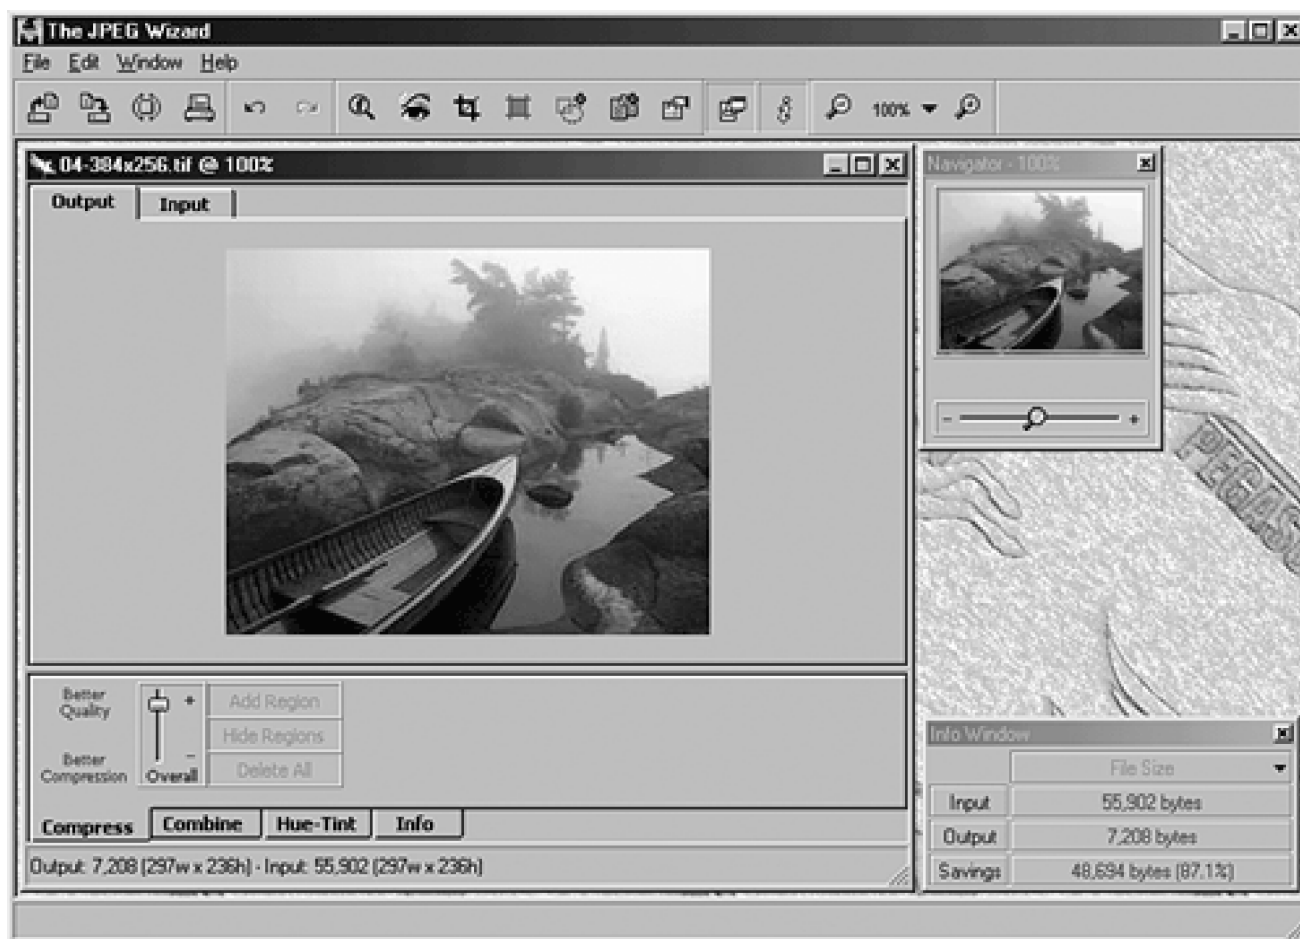 The JPEG Wizard
File Edit Window Help
100%
04-384x256.tif @ 100%
Output Input
Navigator - 100%
- +
PEGAS
Better Quality
+
Better Compression
-
Overall
Add Region
Hide Regions
Delete All
Compress Combine Hue-Tint Info
Output: 7,208 (297w x 236h) - Input: 55,902 (297w x 236h)
Info Window
File Size
Input 55,902 bytes
Output 7,208 bytes
Savings 48,694 bytes (87.1%)